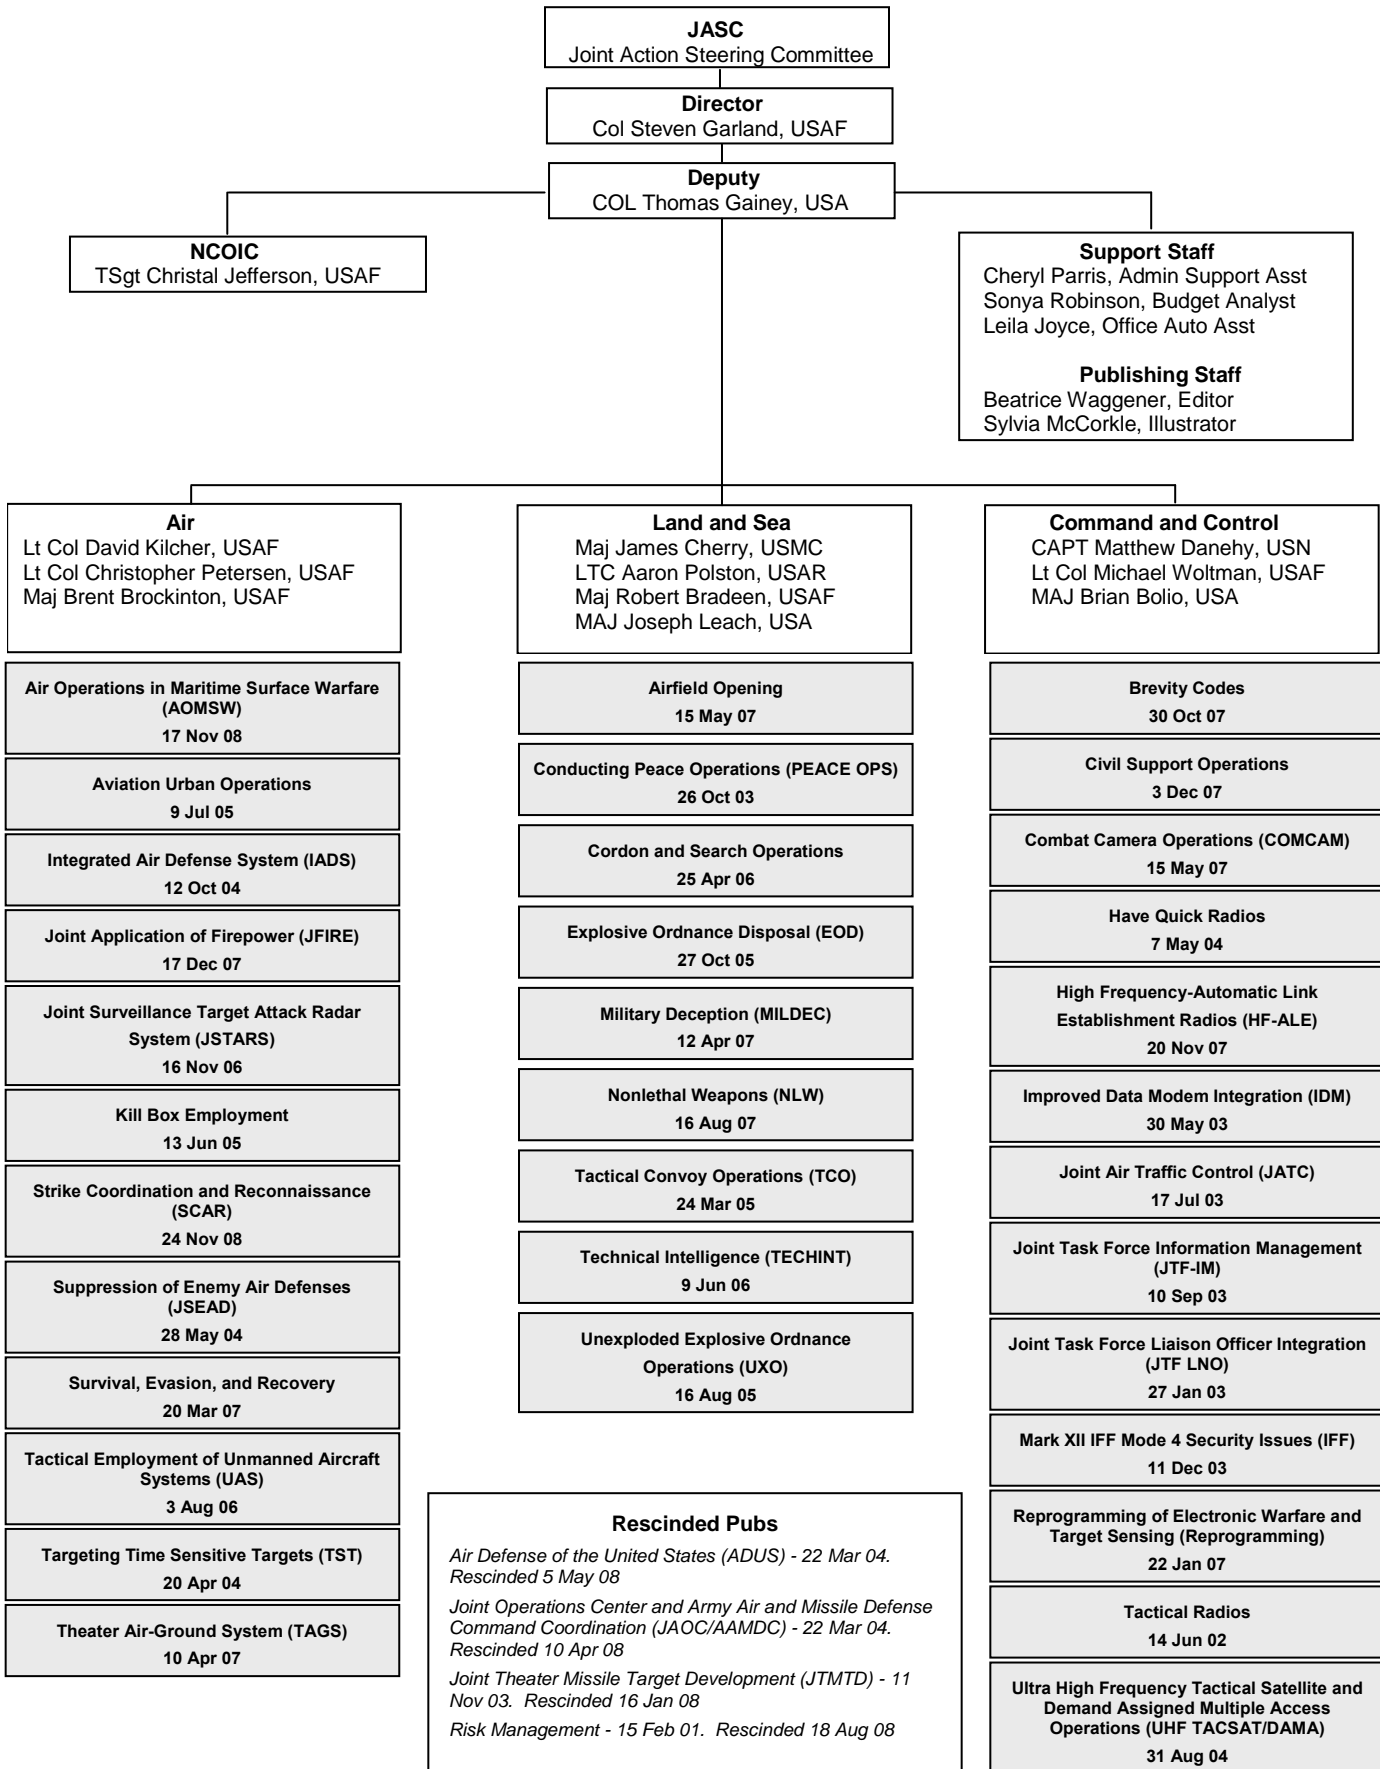 JASC
Joint Action Steering Committee
Director
Col Steven Garland, USAF
Deputy
COL Thomas Gainey, USA
NCOIC
TSgt Christal Jefferson, USAF
Support Staff
Cheryl Parris, Admin Support Asst
Sonya Robinson, Budget Analyst
Leila Joyce, Office Auto Asst
Publishing Staff
Beatrice Waggener, Editor
Sylvia McCorkle, Illustrator
Air
Lt Col David Kilcher, USAF
Lt Col Christopher Petersen, USAF
Maj Brent Brockinton, USAF
Air Operations in Maritime Surface Warfare
(AOMSW)
17 Nov 08
Aviation Urban Operations
9 Jul 05
Integrated Air Defense System (IADS)
12 Oct 04
Joint Application of Firepower (JFIRE)
17 Dec 07
Joint Surveillance Target Attack Radar
System (JSTARS)
16 Nov 06
Kill Box Employment
13 Jun 05
Strike Coordination and Reconnaissance
(SCAR)
24 Nov 08
Suppression of Enemy Air Defenses
(JSEAD)
28 May 04
Survival, Evasion, and Recovery
20 Mar 07
Tactical Employment of Unmanned Aircraft
Systems (UAS)
3 Aug 06
Targeting Time Sensitive Targets (TST)
20 Apr 04
Theater Air-Ground System (TAGS)
10 Apr 07
Land and Sea
Maj James Cherry, USMC
LTC Aaron Polston, USAR
Maj Robert Bradeen, USAF
MAJ Joseph Leach, USA
Airfield Opening
15 May 07
Conducting Peace Operations (PEACE OPS)
26 Oct 03
Cordon and Search Operations
25 Apr 06
Explosive Ordnance Disposal (EOD)
27 Oct 05
Military Deception (MILDEC)
12 Apr 07
Nonlethal Weapons (NLW)
16 Aug 07
Tactical Convoy Operations (TCO)
24 Mar 05
Technical Intelligence (TECHINT)
9 Jun 06
Unexploded Explosive Ordnance
Operations (UXO)
16 Aug 05
Rescinded Pubs
Air Defense of the United States (ADUS) - 22 Mar 04.
Rescinded 5 May 08
Joint Operations Center and Army Air and Missile Defense
Command Coordination (JAOC/AAMDC) - 22 Mar 04.
Rescinded 10 Apr 08
Joint Theater Missile Target Development (JTMTD) - 11
Nov 03. Rescinded 16 Jan 08
Risk Management - 15 Feb 01. Rescinded 18 Aug 08
Command and Control
CAPT Matthew Danehy, USN
Lt Col Michael Woltman, USAF
MAJ Brian Bolio, USA
Brevity Codes
30 Oct 07
Civil Support Operations
3 Dec 07
Combat Camera Operations (COMCAM)
15 May 07
Have Quick Radios
7 May 04
High Frequency-Automatic Link
Establishment Radios (HF-ALE)
20 Nov 07
Improved Data Modem Integration (IDM)
30 May 03
Joint Air Traffic Control (JATC)
17 Jul 03
Joint Task Force Information Management
(JTF-IM)
10 Sep 03
Joint Task Force Liaison Officer Integration
(JTF LNO)
27 Jan 03
Mark XII IFF Mode 4 Security Issues (IFF)
11 Dec 03
Reprogramming of Electronic Warfare and
Target Sensing (Reprogramming)
22 Jan 07
Tactical Radios
14 Jun 02
Ultra High Frequency Tactical Satellite and
Demand Assigned Multiple Access
Operations (UHF TACSAT/DAMA)
31 Aug 04